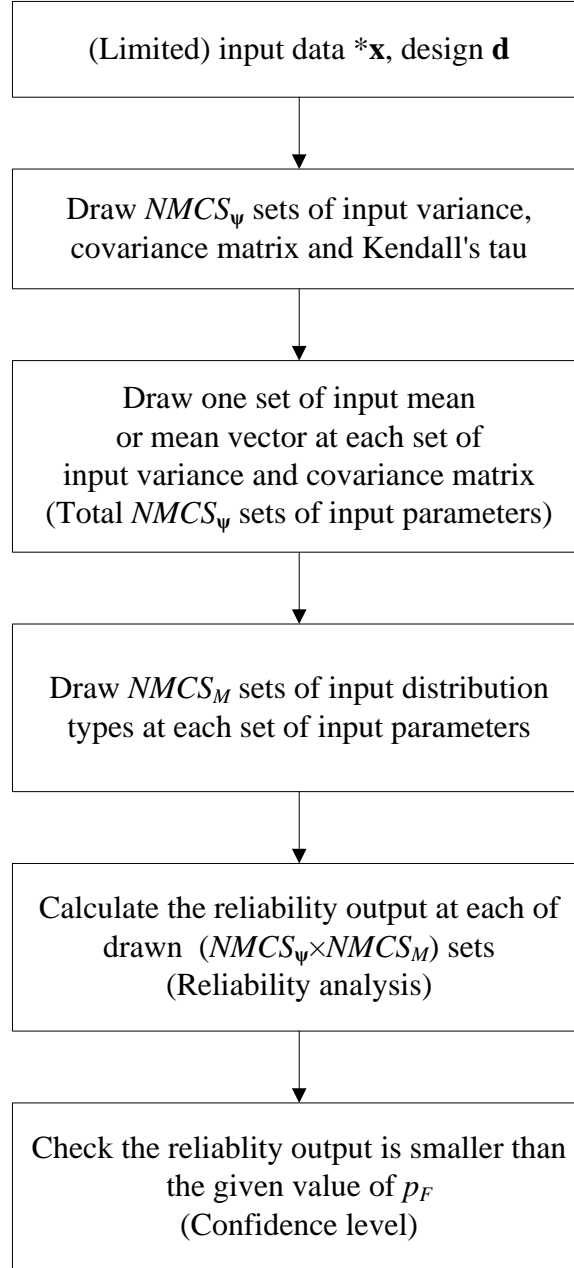 (Limited) input data *x, design d
Draw NMCSψ sets of input variance,
covariance matrix and Kendall's tau
Draw one set of input mean
or mean vector at each set of
input variance and covariance matrix
(Total NMCSψ sets of input parameters)
Draw NMCSM sets of input distribution
types at each set of input parameters
Calculate the reliability output at each of
drawn (NMCSψ×NMCSM) sets
(Reliability analysis)
Check the reliablity output is smaller than
the given value of pF
(Confidence level)